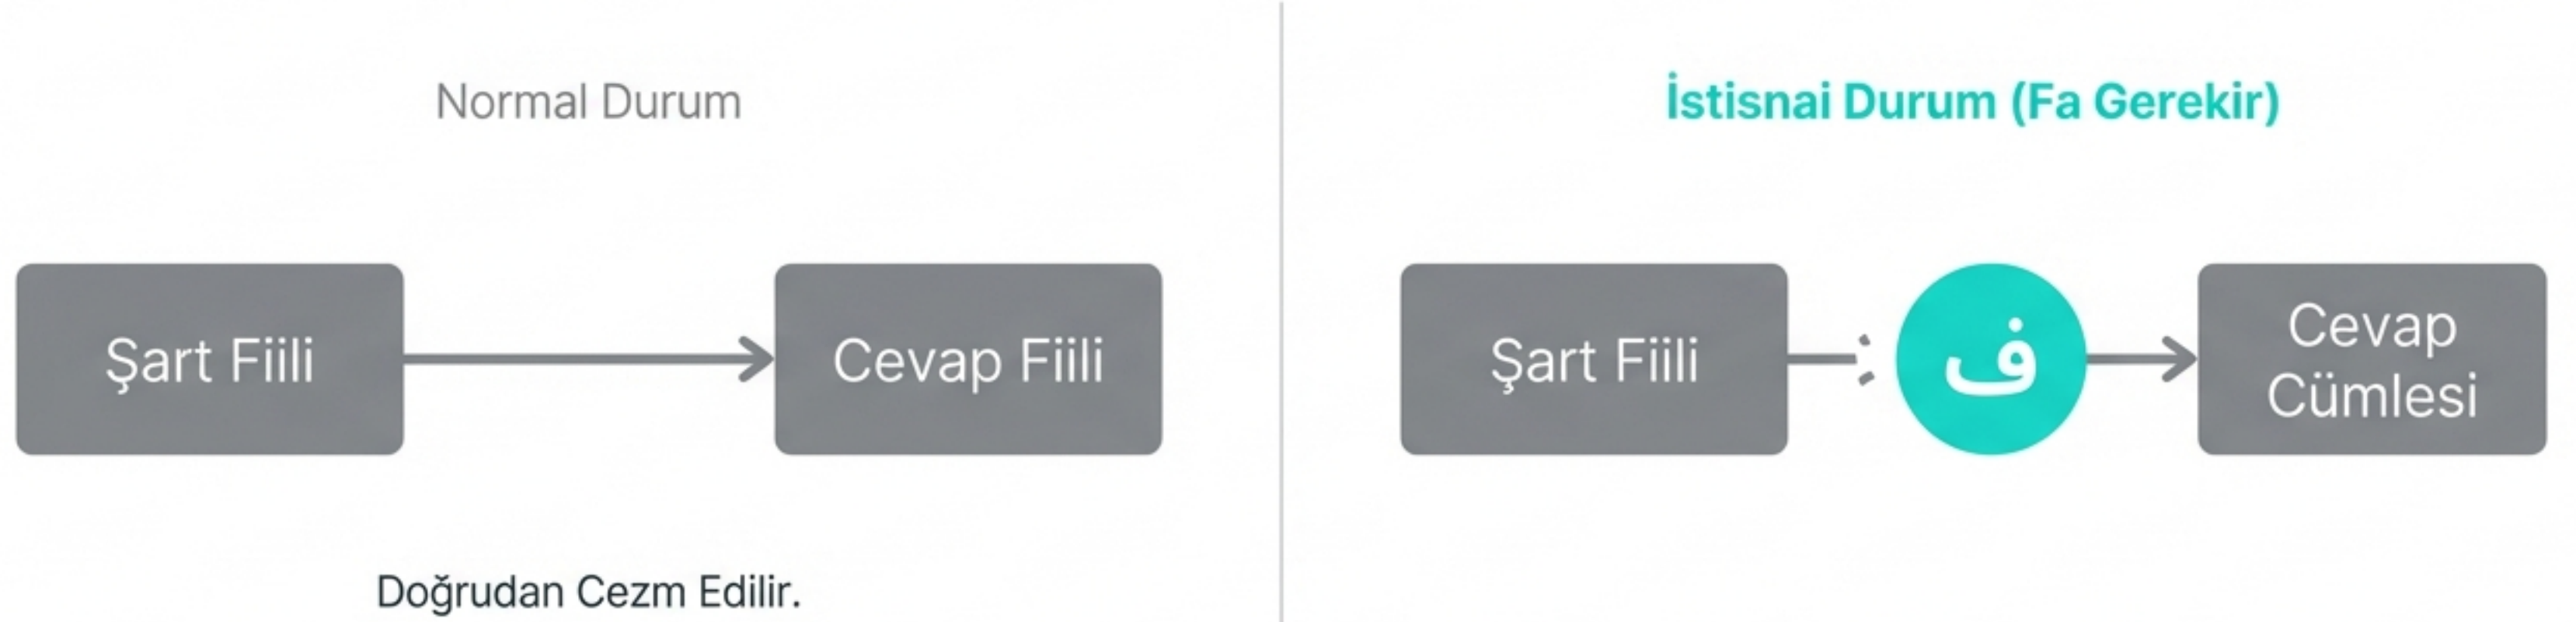 Normal Durum
Şart Fiili
Cevap Fiili
Doğrudan Cezm Edilir.
İstisnai Durum (Fa Gerekir)
Şart Fiili
ف
Cevap
Cümlesi